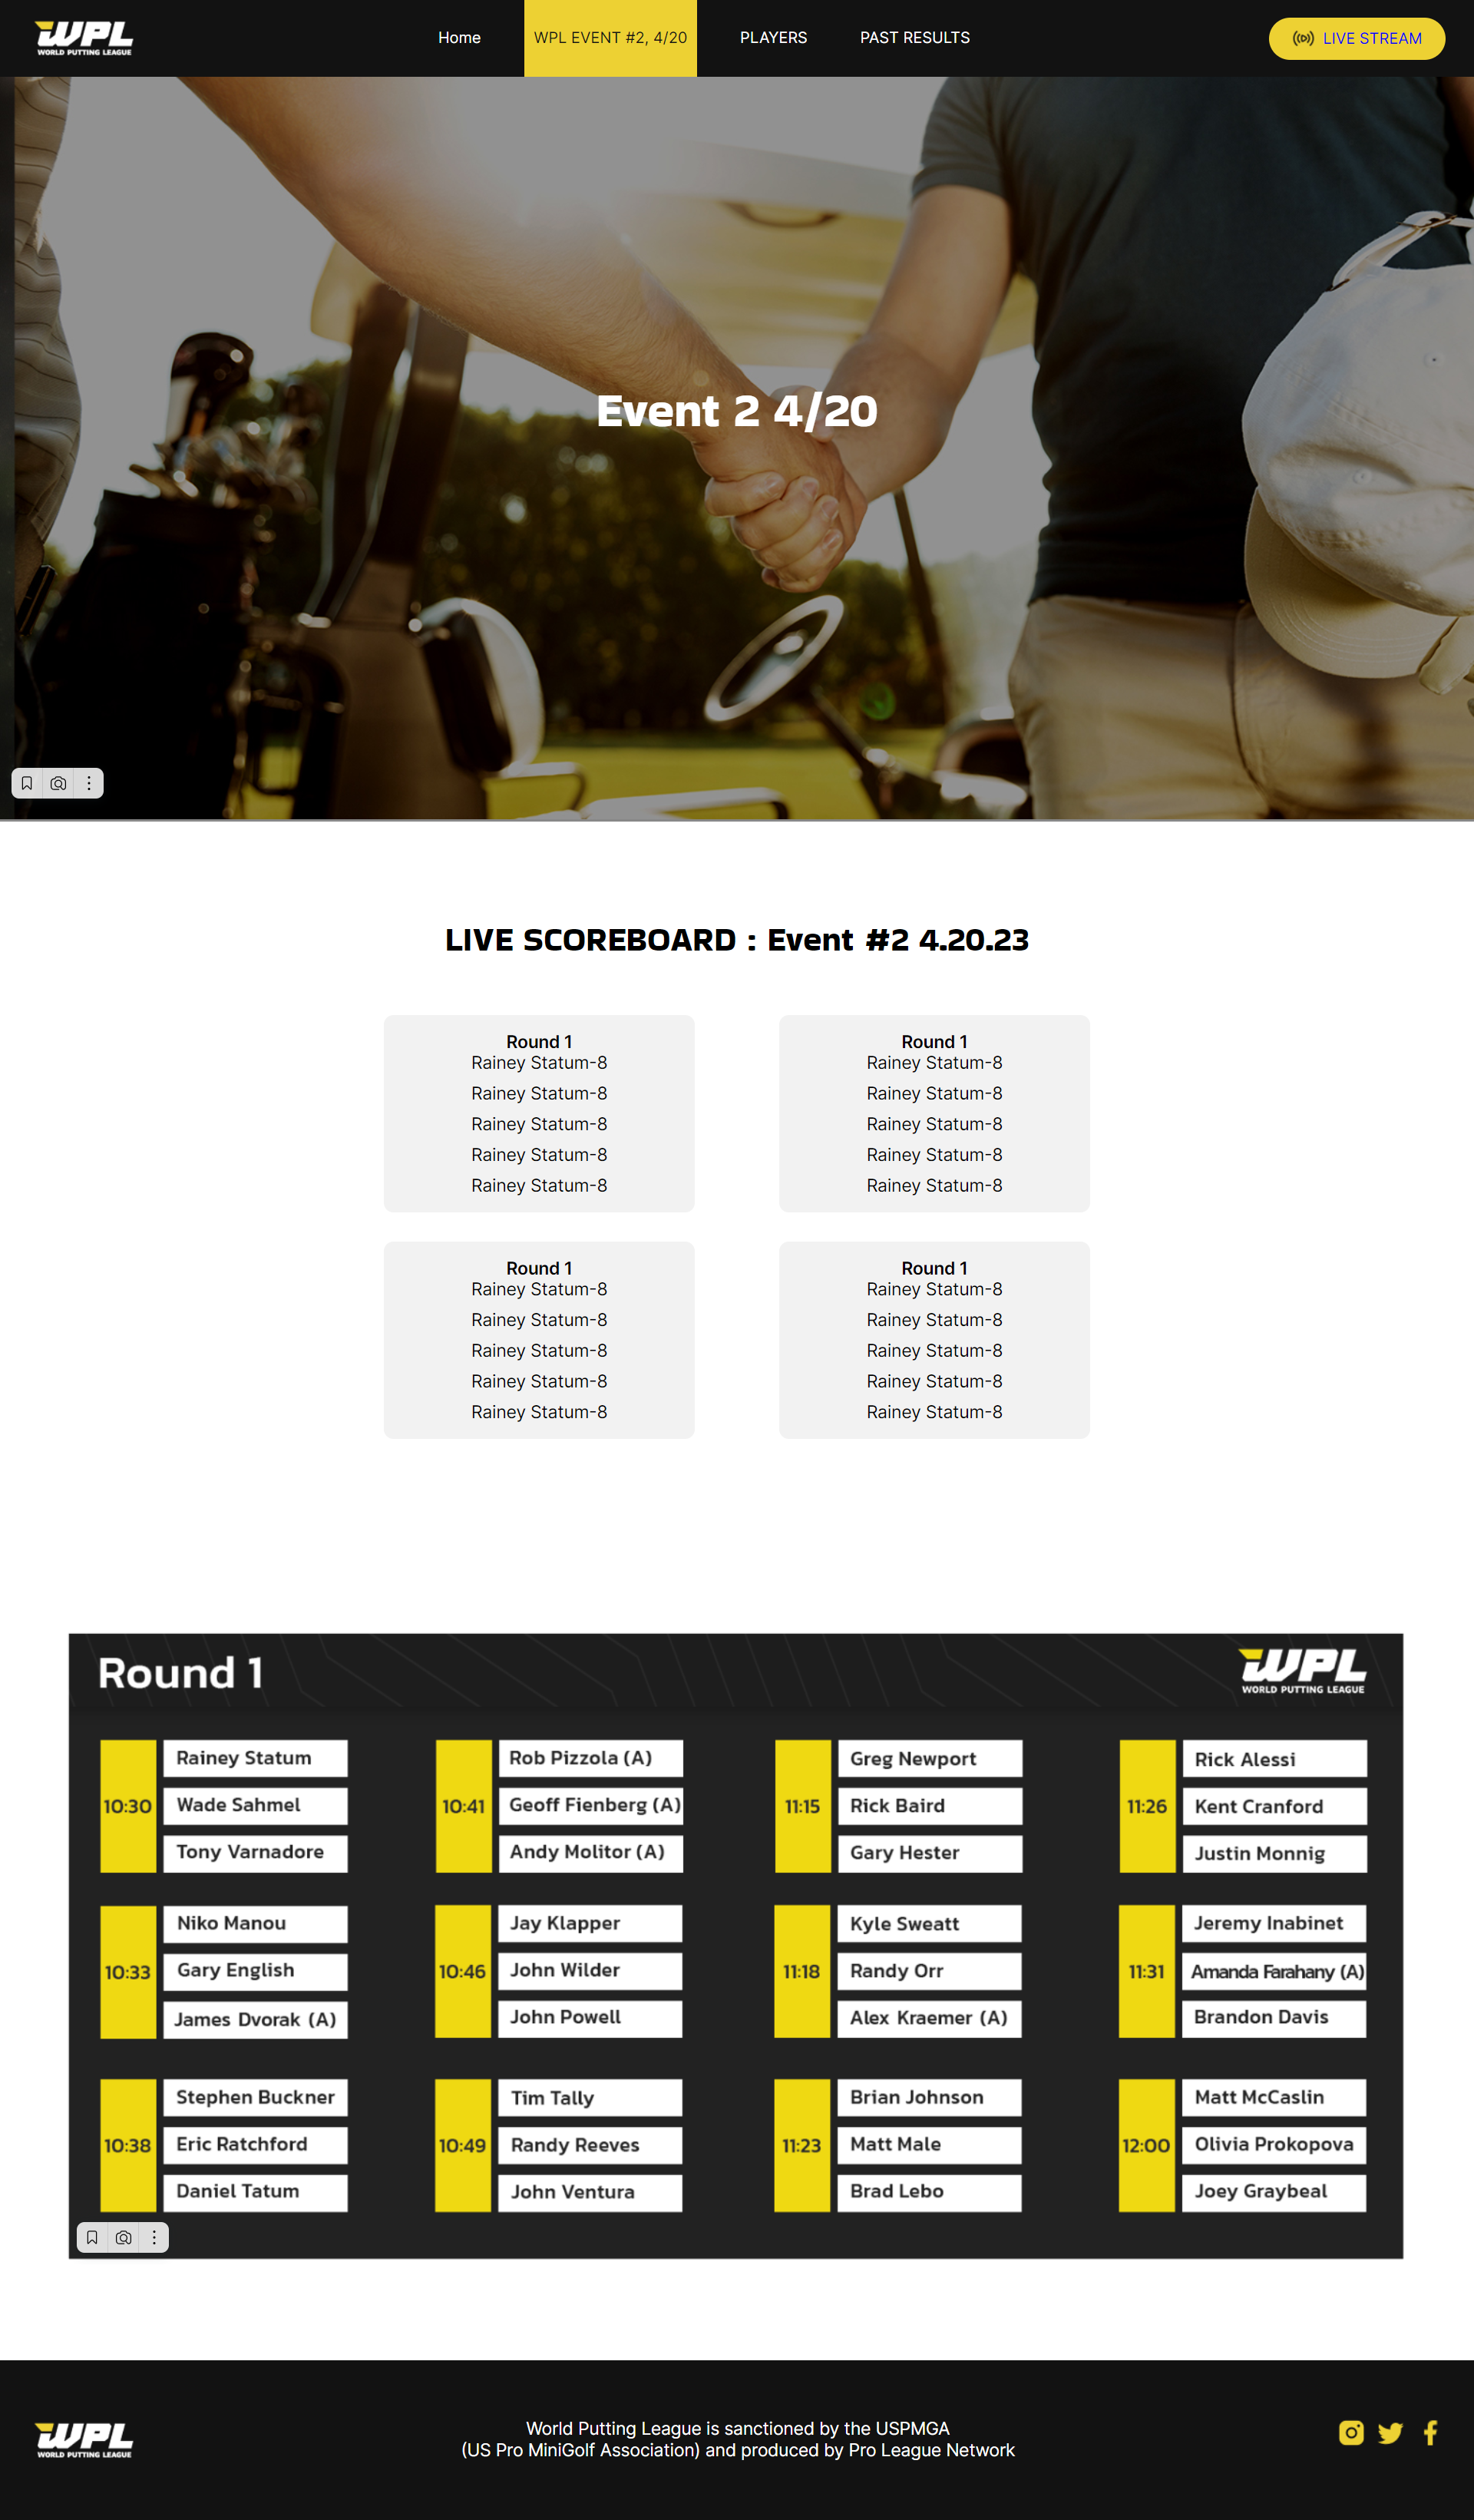 WPL
WORLD PUTTING LEAGUE
Home
WPL EVENT #2, 4/20
PLAYERS
PAST RESULTS
LIVE STREAM
Event 2 4/20
LIVE SCOREBOARD : Event #2 4.20.23
Round 1
Rainey Statum-8
Rainey Statum-8
Rainey Statum-8
Rainey Statum-8
Rainey Statum-8
Round 1
Rainey Statum-8
Rainey Statum-8
Rainey Statum-8
Rainey Statum-8
Rainey Statum-8
Round 1
Rainey Statum-8
Rainey Statum-8
Rainey Statum-8
Rainey Statum-8
Rainey Statum-8
Round 1
Rainey Statum-8
Rainey Statum-8
Rainey Statum-8
Rainey Statum-8
Rainey Statum-8
Round 1
WPL
WORLD PUTTING LEAGUE
10:30
Rainey Statum
Wade Sahmel
Tony Varnadore
10:41
Rob Pizzola (A)
Geoff Fienberg (A)
Andy Molitor (A)
11:15
Greg Newport
Rick Baird
Gary Hester
11:26
Rick Alessi
Kent Cranford
Justin Monnig
10:33
Niko Manou
Gary English
James Dvorak (A)
10:46
Jay Klapper
John Wilder
John Powell
11:18
Kyle Sweatt
Randy Orr
Alex Kraemer (A)
11:31
Jeremy Inabinet
Amanda Farahany (A)
Brandon Davis
10:38
Stephen Buckner
Eric Ratchford
Daniel Tatum
10:49
Tim Tally
Randy Reeves
John Ventura
11:23
Brian Johnson
Matt Male
Brad Lebo
12:00
Matt McCaslin
Olivia Prokopova
Joey Graybeal
WPL
WORLD PUTTING LEAGUE
World Putting League is sanctioned by the USPMGA
(US Pro MiniGolf Association) and produced by Pro League Network